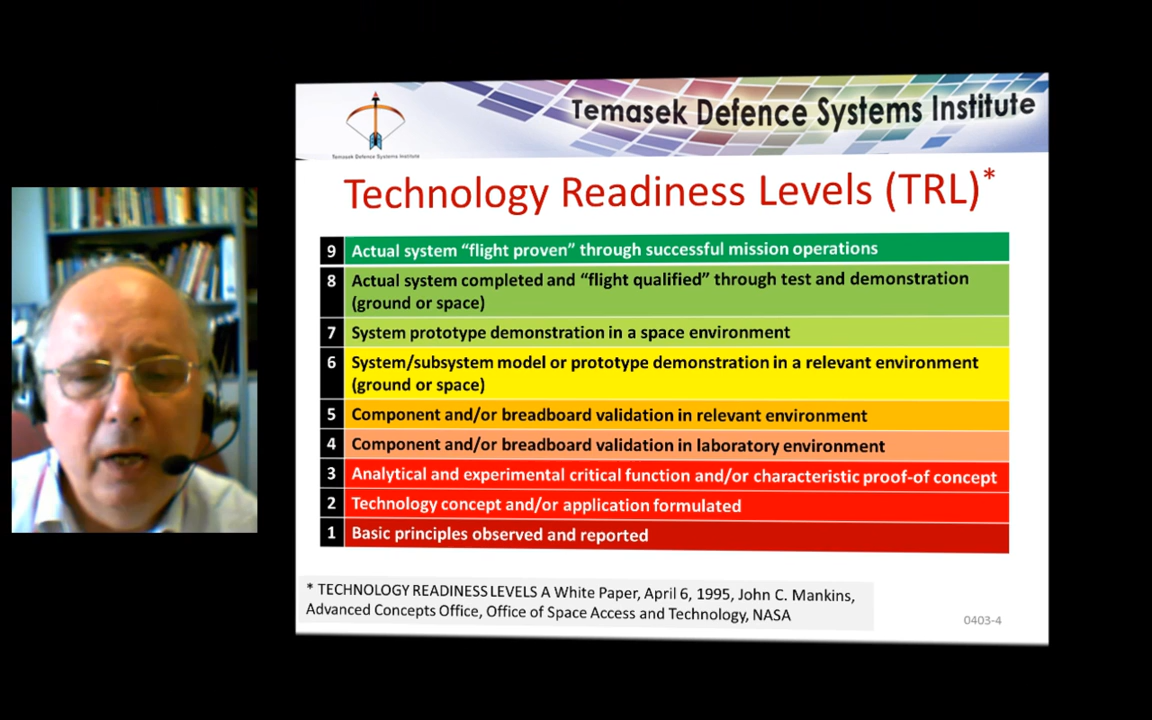 Temasek Defence Systems Institute
Temasek Defence Systems Institute
Technology Readiness Levels (TRL)*
9 Actual system “flight proven” through successful mission operations
8 Actual system completed and “flight qualified” through test and demonstration
(ground or space)
7 System prototype demonstration in a space environment
6 System/subsystem model or prototype demonstration in a relevant environment
(ground or space)
5 Component and/or breadboard validation in relevant environment
4 Component and/or breadboard validation in laboratory environment
3 Analytical and experimental critical function and/or characteristic proof-of concept
2 Technology concept and/or application formulated
1 Basic principles observed and reported
* TECHNOLOGY READINESS LEVELS A White Paper, April 6, 1995, John C. Mankins,
Advanced Concepts Office, Office of Space Access and Technology, NASA
0403-4